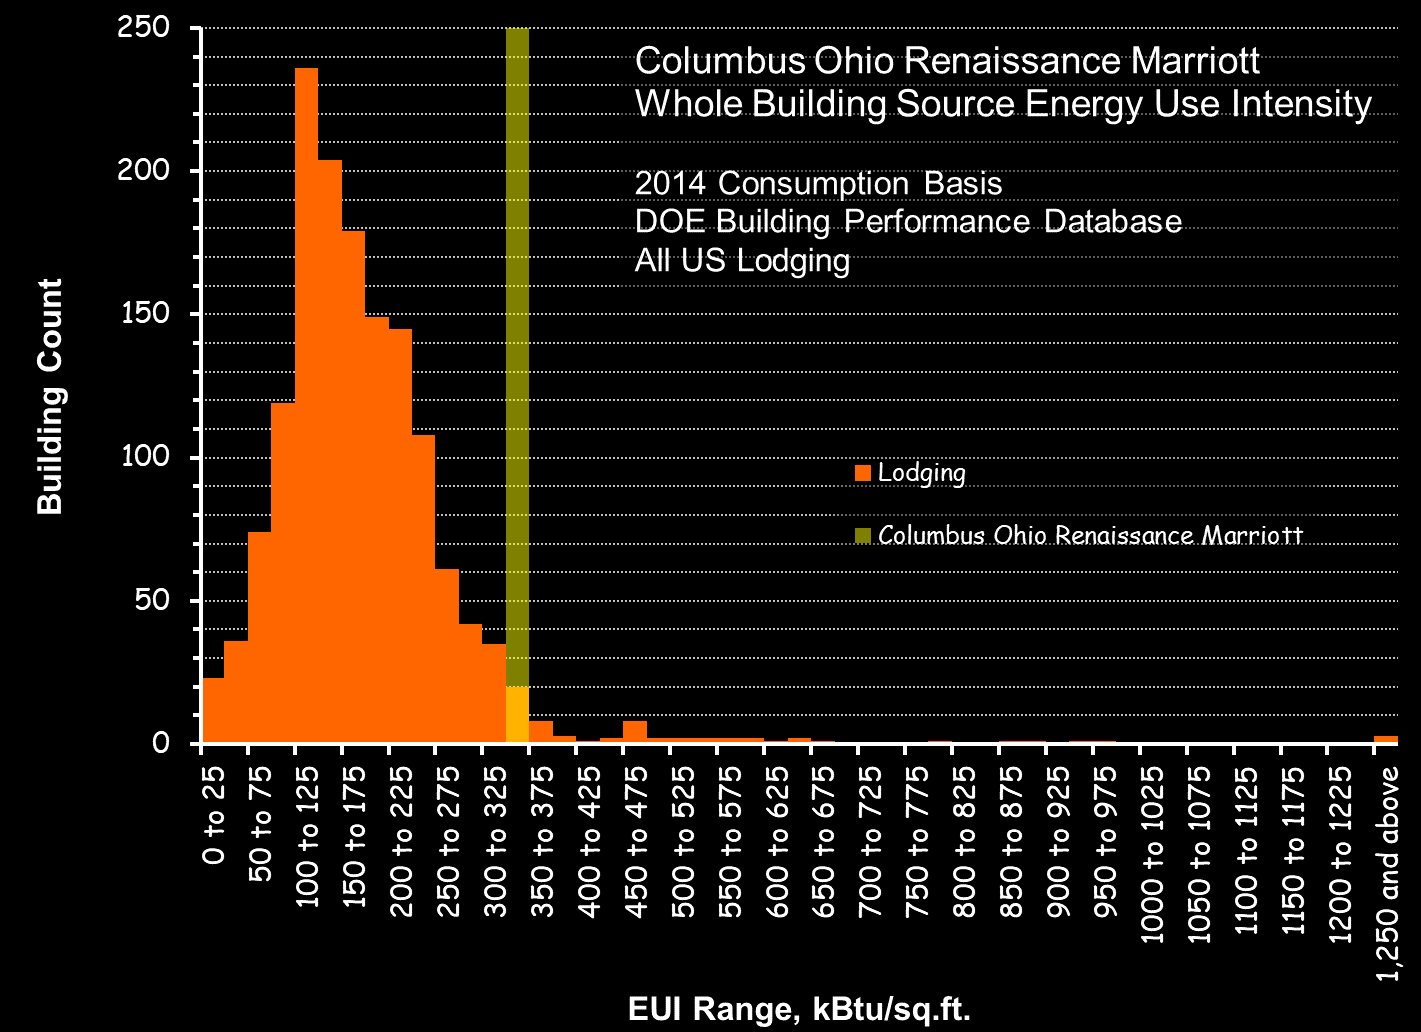 Columbus Ohio Renaissance Marriott
Whole Building Source Energy Use Intensity
2014 Consumption Basis
DOE Building Performance Database
All US Lodging
Building Count
250
200
150
100
50
0
Lodging
Columbus Ohio Renaissance Marriott
0 to 25
50 to 75
100 to 125
150 to 175
200 to 225
250 to 275
300 to 325
350 to 375
400 to 425
450 to 475
500 to 525
550 to 575
600 to 625
650 to 675
700 to 725
750 to 775
800 to 825
850 to 875
900 to 925
950 to 975
1000 to 1025
1050 to 1075
1100 to 1125
1150 to 1175
1200 to 1225
1,250 and above
EUI Range, kBtu/sq.ft.